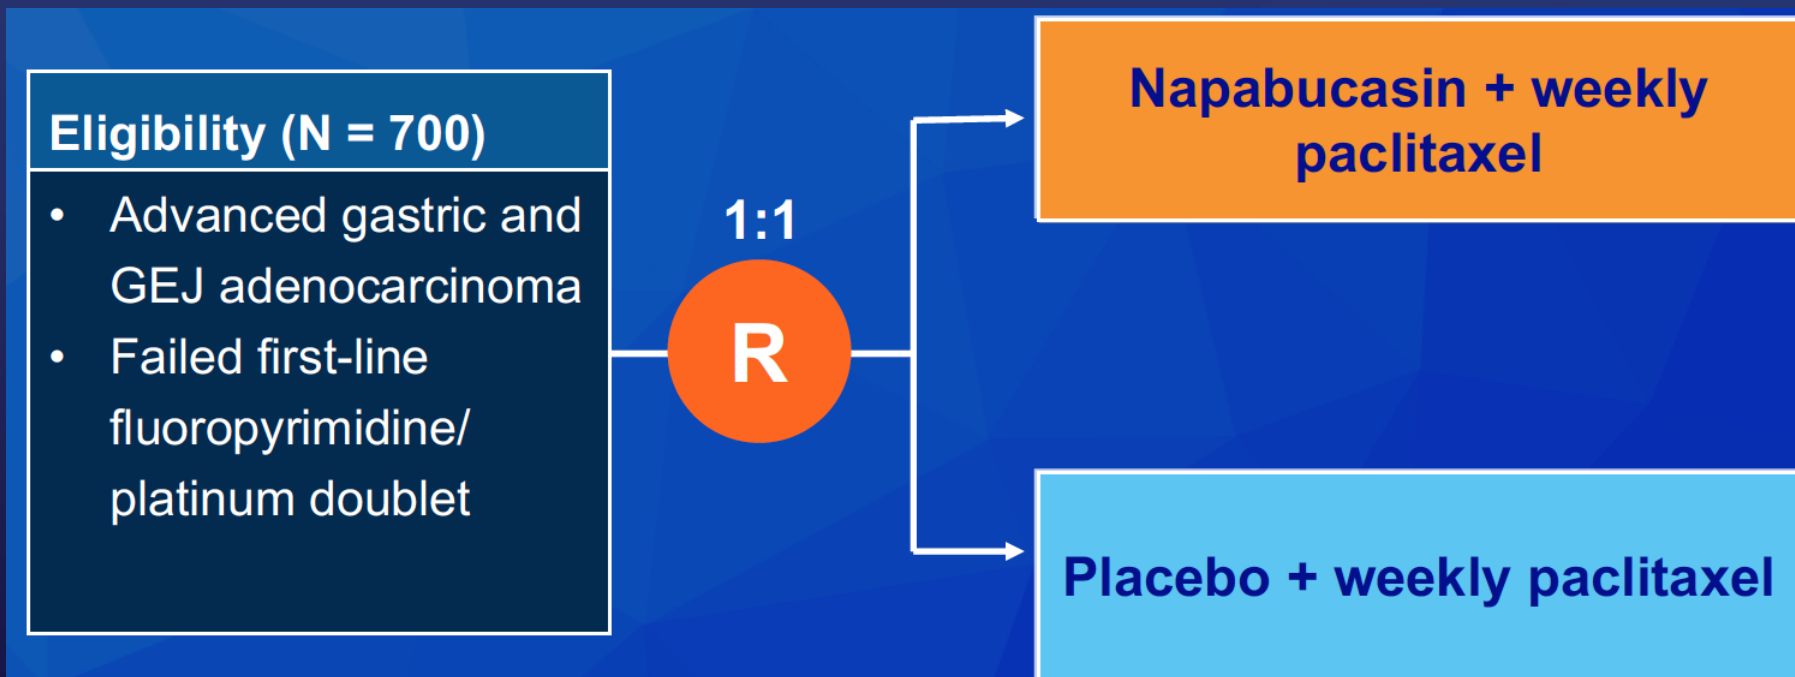 Eligibility (N = 700)
• Advanced gastric and
GEJ adenocarcinoma
• Failed first-line
fluoropyrimidine/
platinum doublet
1:1
R
Napabucasin + weekly
paclitaxel
Placebo + weekly paclitaxel